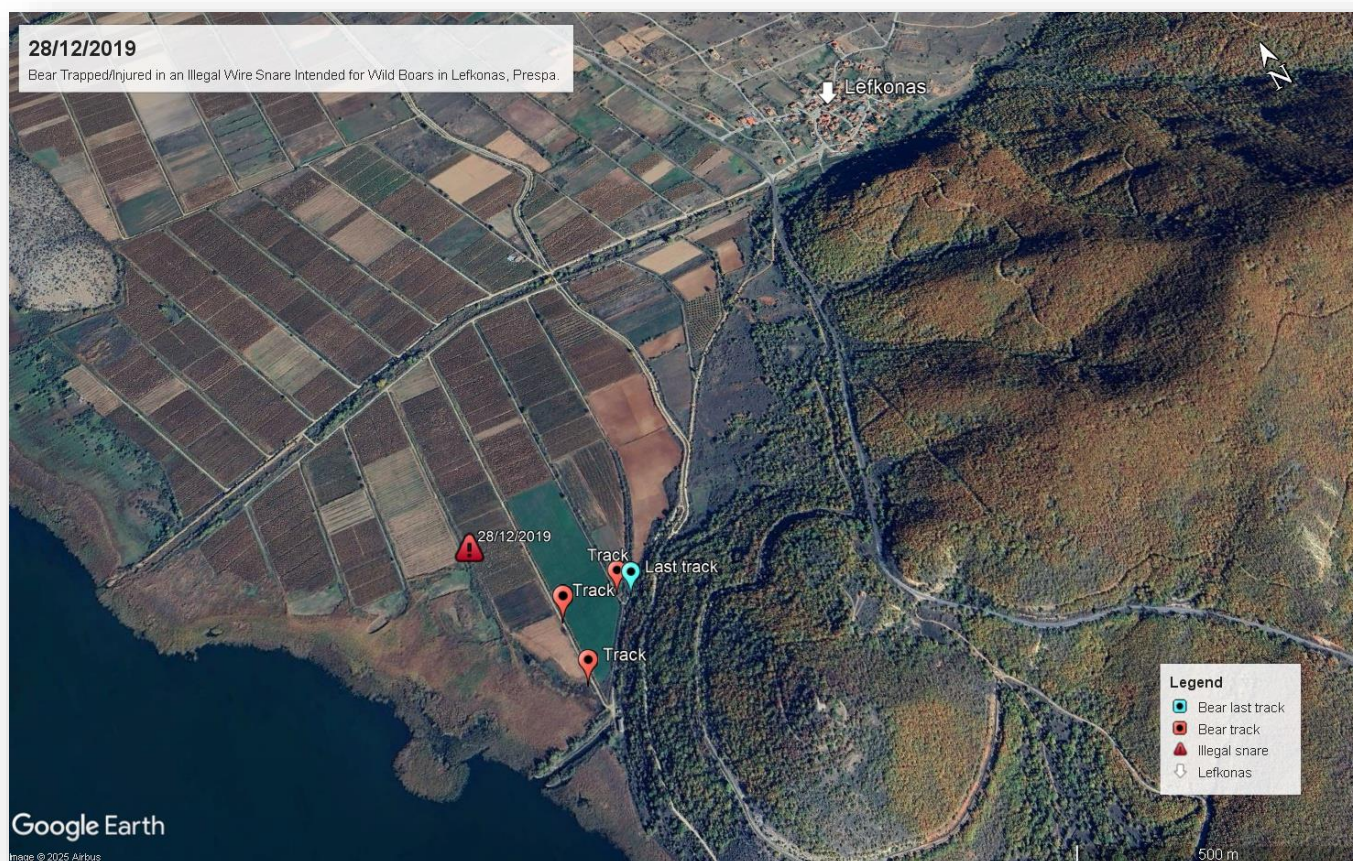 28/12/2019
Bear Trapped/Injured in an Illegal Wire Snare Intended for Wild Boars in Lefkonas, Prespa.
N
Lefkonas
28/12/2019
Track
Last track
Track
Track
Legend
Bear last track
Bear track
Illegal snare
Lefkonas
Google Earth
Image © 2025 Airbus
500 m